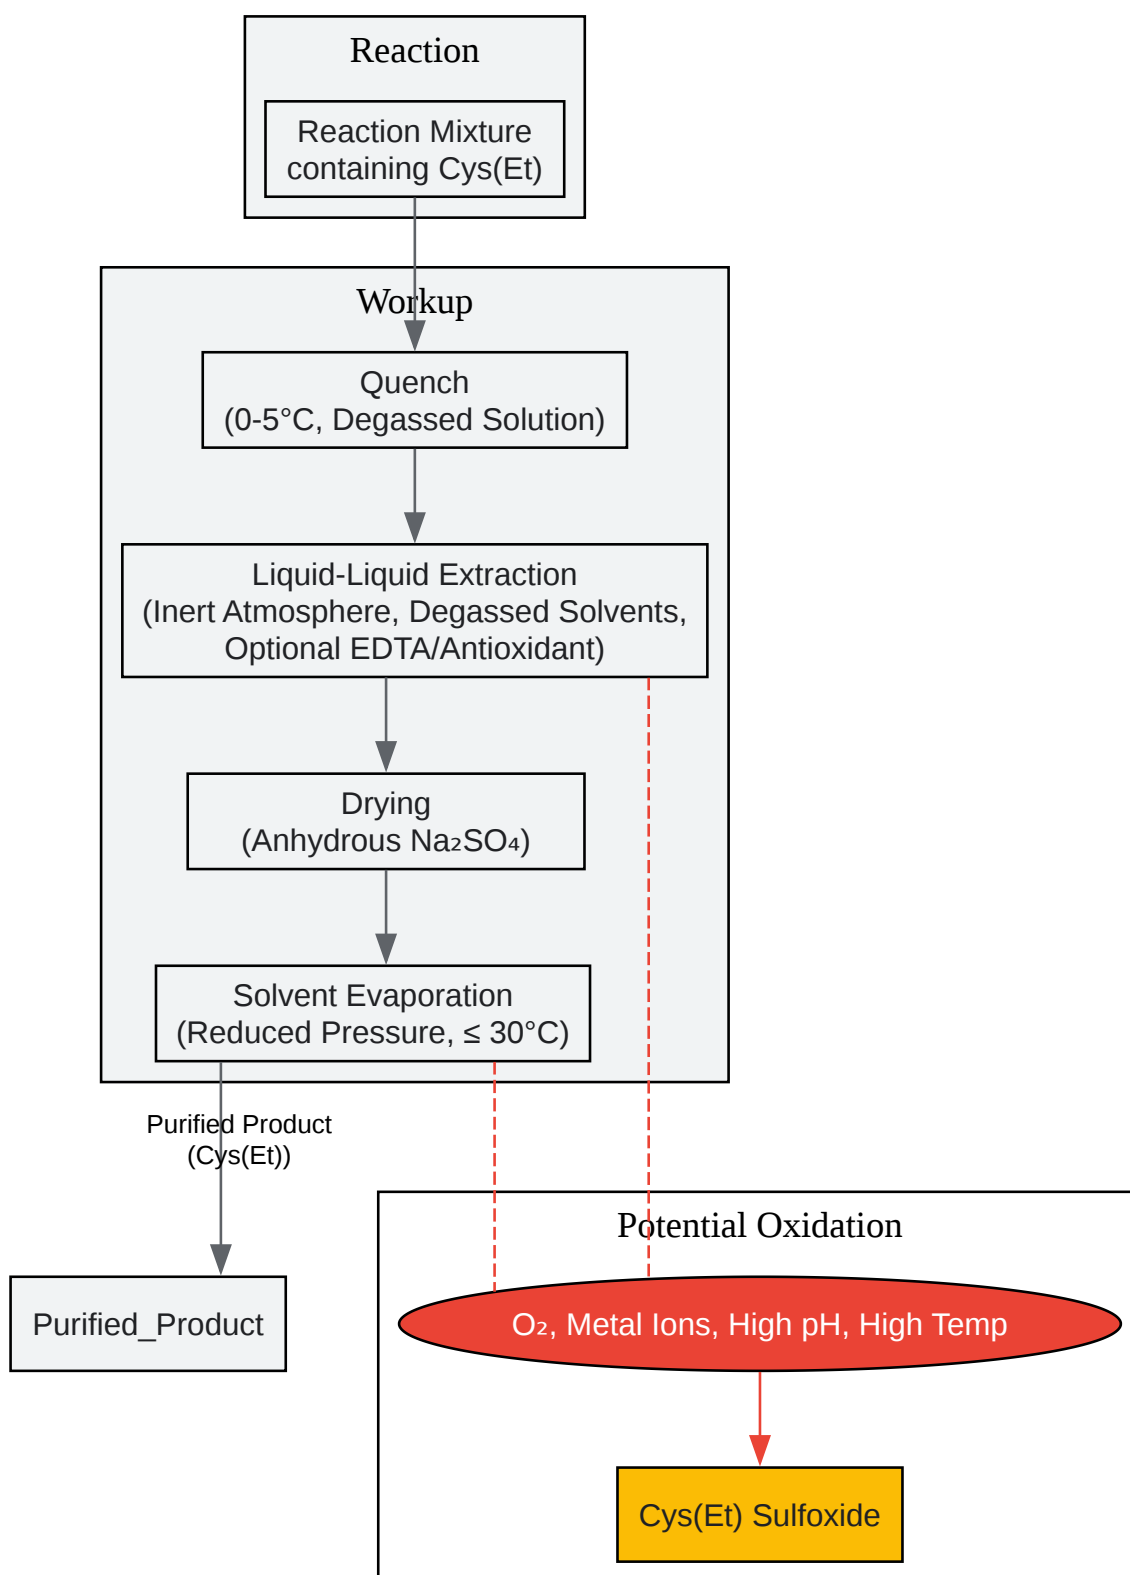 Reaction
Reaction Mixture
containing Cys(Et)
Workup
Quench
(0-5°C, Degassed Solution)
Liquid-Liquid Extraction
(Inert Atmosphere, Degassed Solvents,
Optional EDTA/Antioxidant)
Drying
(Anhydrous Na₂SO₄)
Solvent Evaporation
(Reduced Pressure, ≤ 30°C)
Purified Product
(Cys(Et))
Purified_Product
Potential Oxidation
O₂, Metal Ions, High pH, High Temp
Cys(Et) Sulfoxide